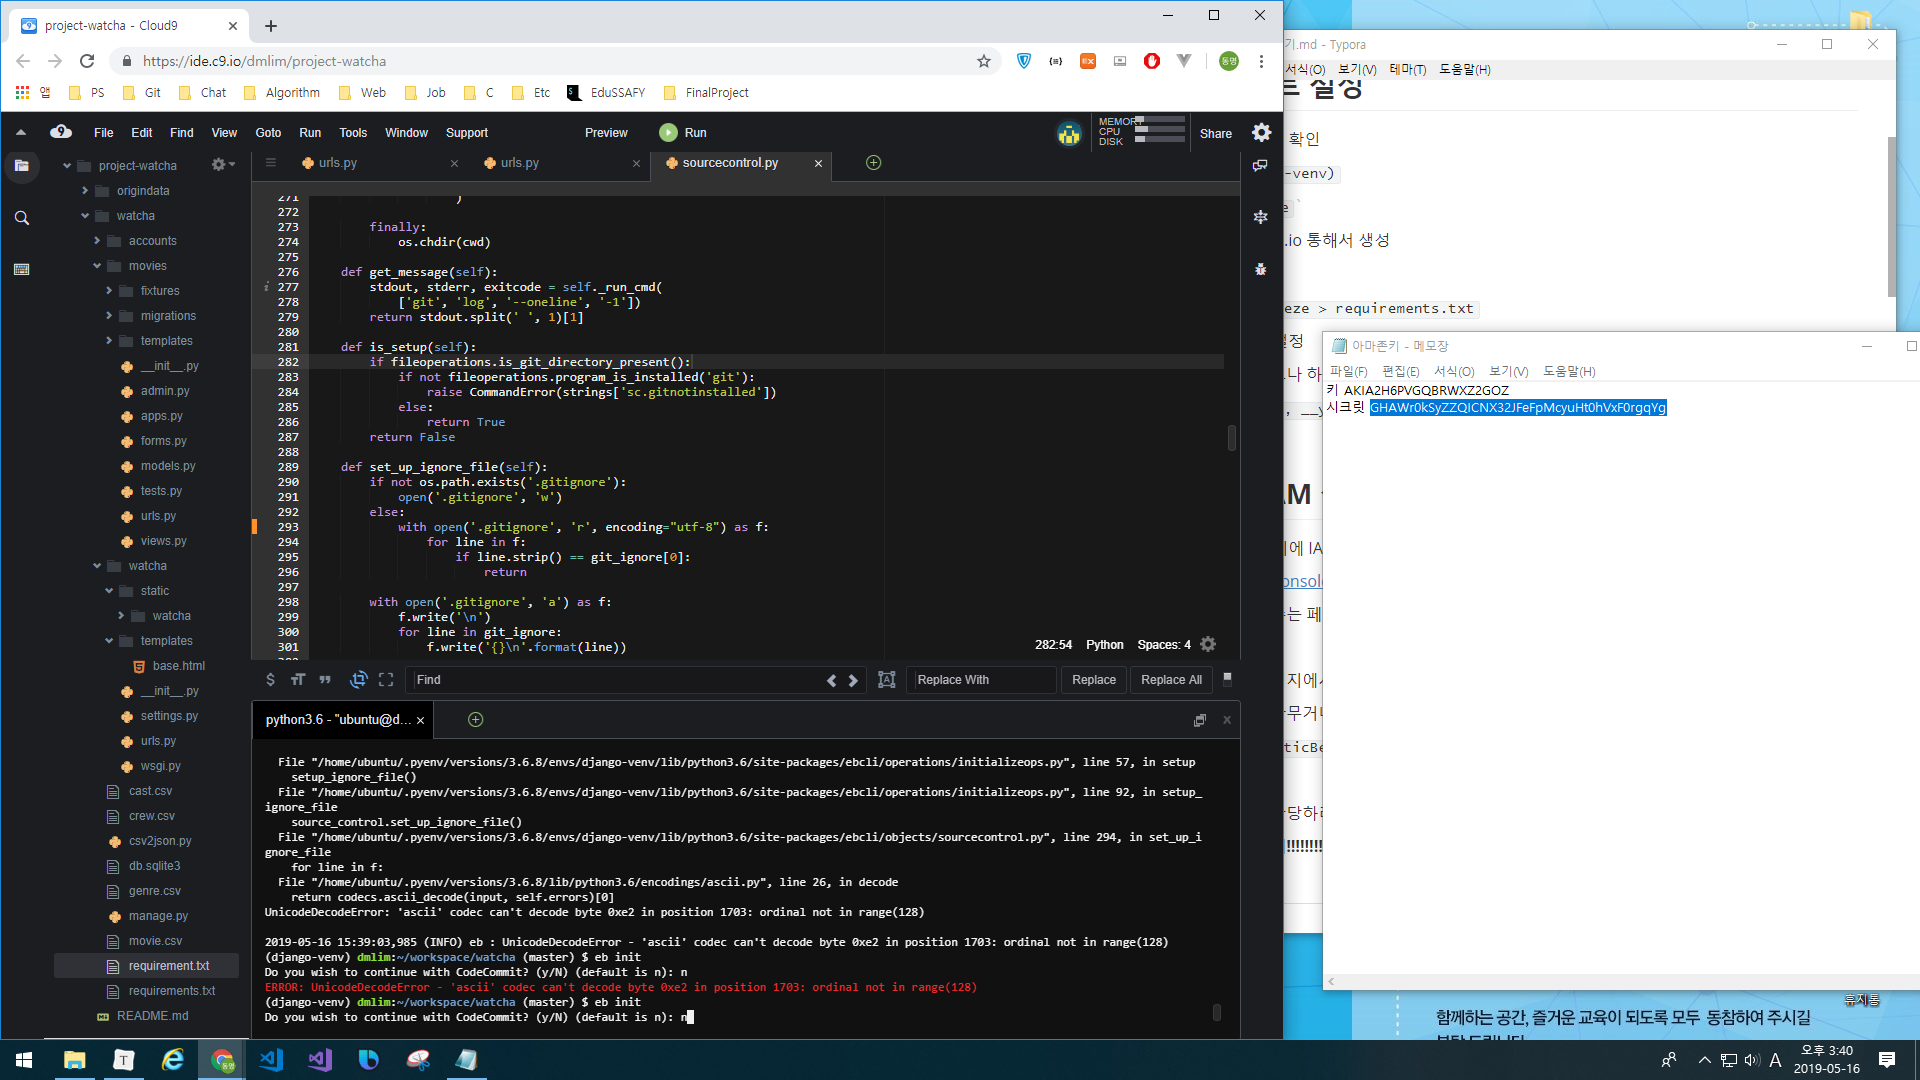 project-watcha - Cloud9
https://ide.c9.io/dmlim/project-watcha
앱 PS Git Chat Algorithm Web Job C Etc EduSSAFY FinalProject
File Edit Find View Goto Run Tools Window Support Preview Run
MEMORY
CPU
DISK
Share
project-watcha
origindata
watcha
accounts
movies
fixtures
migrations
templates
__init__.py
admin.py
apps.py
forms.py
models.py
tests.py
urls.py
views.py
watcha
static
watcha
templates
base.html
__init__.py
settings.py
urls.py
wsgi.py
cast.csv
crew.csv
csv2json.py
db.sqlite3
genre.csv
manage.py
movie.csv
requirement.txt
requirements.txt
README.md
urls.py urls.py sourcecontrol.py
271 )
272
273 finally:
274 os.chdir(cwd)
275
276 def get_message(self):
277 stdout, stderr, exitcode = self._run_cmd(
278 ['git', 'log', '--oneline', '-1'])
279 return stdout.split(' ', 1)[1]
280
281 def is_setup(self):
282 if fileoperations.is_git_directory_present():
283 if not fileoperations.program_is_installed('git'):
284 raise CommandError(strings['sc.gitnotinstalled'])
285 else:
286 return True
287 return False
288
289 def set_up_ignore_file(self):
290 if not os.path.exists('.gitignore'):
291 open('.gitignore', 'w')
292 else:
293 with open('.gitignore', 'r', encoding="utf-8") as f:
294 for line in f:
295 if line.strip() == git_ignore[0]:
296 return
297
298 with open('.gitignore', 'a') as f:
299 f.write('\n')
300 for line in git_ignore:
301 f.write('{}\n'.format(line))
282:54 Python Spaces: 4
Find Replace With Replace Replace All
python3.6 - "ubuntu@d...
File "/home/ubuntu/.pyenv/versions/3.6.8/envs/django-venv/lib/python3.6/site-packages/ebcli/operations/initializeops.py", line 57, in setup
setup_ignore_file()
File "/home/ubuntu/.pyenv/versions/3.6.8/envs/django-venv/lib/python3.6/site-packages/ebcli/operations/initializeops.py", line 92, in setup_
ignore_file
source_control.set_up_ignore_file()
File "/home/ubuntu/.pyenv/versions/3.6.8/envs/django-venv/lib/python3.6/site-packages/ebcli/objects/sourcecontrol.py", line 294, in set_up_i
gnore_file
for line in f:
File "/home/ubuntu/.pyenv/versions/3.6.8/lib/python3.6/encodings/ascii.py", line 26, in decode
return codecs.ascii_decode(input, self.errors)[0]
UnicodeDecodeError: 'ascii' codec can't decode byte 0xe2 in position 1703: ordinal not in range(128)
2019-05-16 15:39:03,985 (INFO) eb : UnicodeDecodeError - 'ascii' codec can't decode byte 0xe2 in position 1703: ordinal not in range(128)
(django-venv) dmlim:~/workspace/watcha (master) $ eb init
Do you wish to continue with CodeCommit? (y/N) (default is n): n
ERROR: UnicodeDecodeError - 'ascii' codec can't decode byte 0xe2 in position 1703: ordinal not in range(128)
(django-venv) dmlim:~/workspace/watcha (master) $ eb init
Do you wish to continue with CodeCommit? (y/N) (default is n): n
기.md - Typora
서식(O) 보기(V) 테마(T) 도움말(H)
트 설정
확인
-venv)
e `
.io 통해서 생성
eze > requirements.txt
설정
나 하
, __y
AM
에 IA
onsole
는 페
지에서
무거나
ticBe
당하러
!!!!!!!!!
아마존키 - 메모장
파일(F) 편집(E) 서식(O) 보기(V) 도움말(H)
키 AKIA2H6PVGQBRWXZ2GOZ
시크릿 GHAWr0kSyZZQICNX32JFeFpMcyuHt0hVxF0rgqYg
휴지통
함께하는 공간, 즐거운 교육이 되도록 모두 동참하여 주시길
부탁 드립니다
A
오후 3:40
2019-05-16